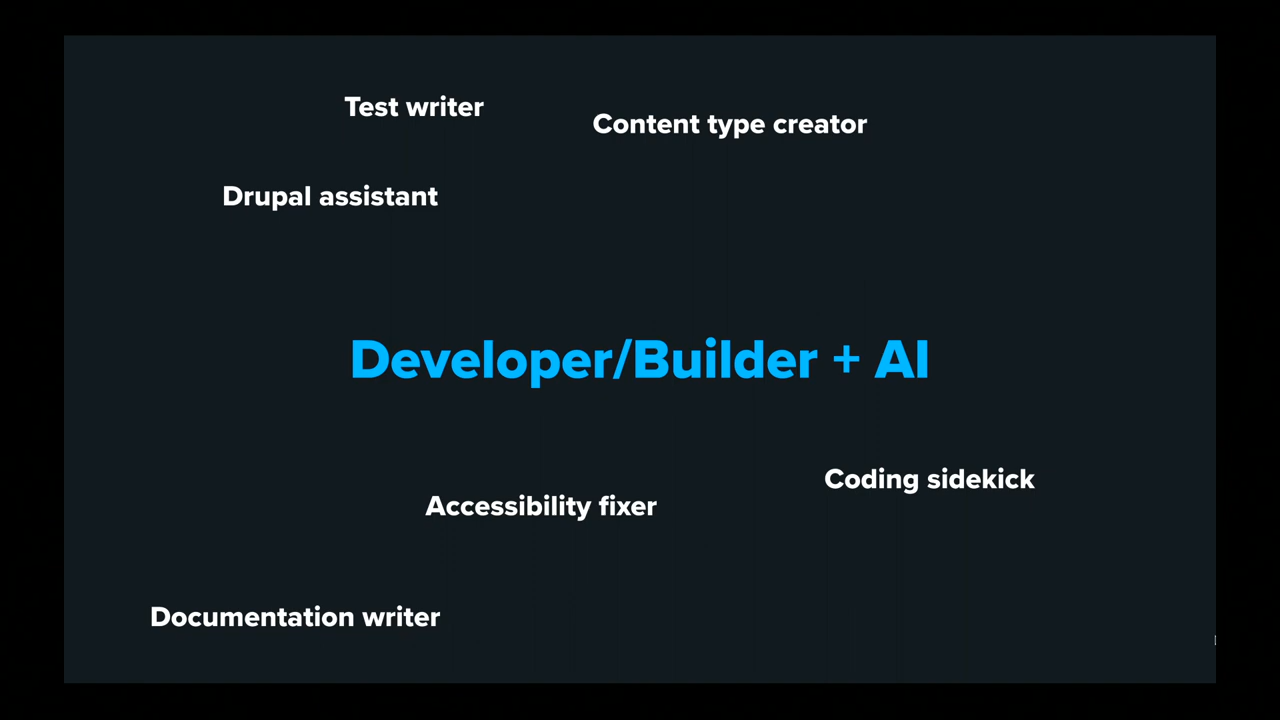 Test writer
Content type creator
Drupal assistant
Developer/Builder + AI
Coding sidekick
Accessibility fixer
Documentation writer